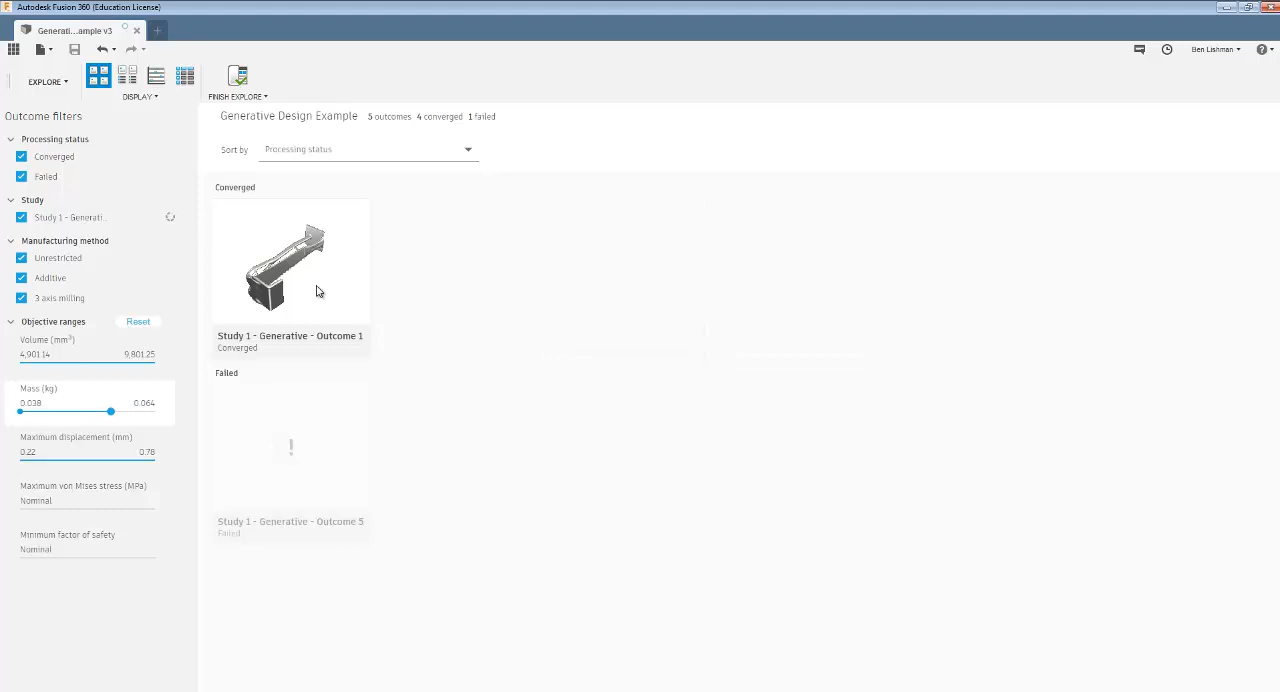 Autodesk Fusion 360 (Education License)
Generati...ample v3
Ben Lishman
EXPLORE
DISPLAY
FINISH EXPLORE
Outcome filters
Processing status
Converged
Failed
Study
Study 1 - Generati..
Manufacturing method
Unrestricted
Additive
3 axis milling
Objective ranges Reset
Volume (mm³)
4,901.14 9,801.25
Mass (kg)
0.038 0.064
Maximum displacement (mm)
0.22 0.78
Maximum von Mises stress (MPa)
Nominal
Minimum factor of safety
Nominal
Generative Design Example 5 outcomes 4 converged 1 failed
Sort by Processing status
Converged
Study 1 - Generative - Outcome 1
Converged
Failed
!
Study 1 - Generative - Outcome 5
Failed